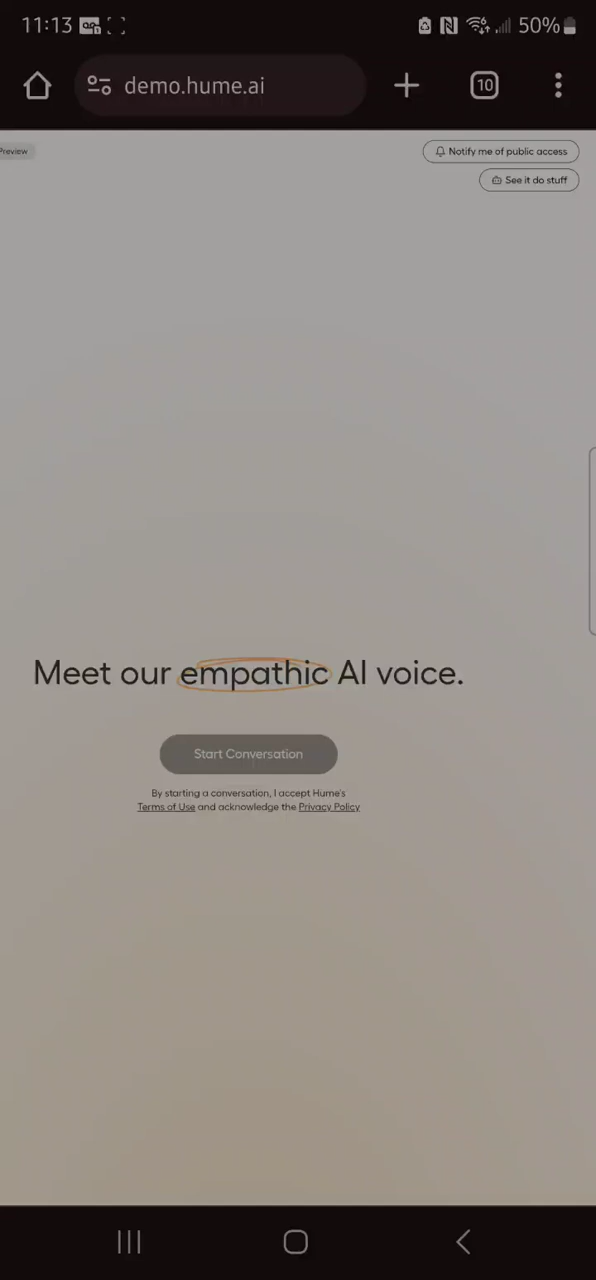 11:13 50%
demo.hume.ai 10
Preview
Notify me of public access
See it do stuff
Meet our empathic AI voice.
Start Conversation
By starting a conversation, I accept Hume's
Terms of Use and acknowledge the Privacy Policy